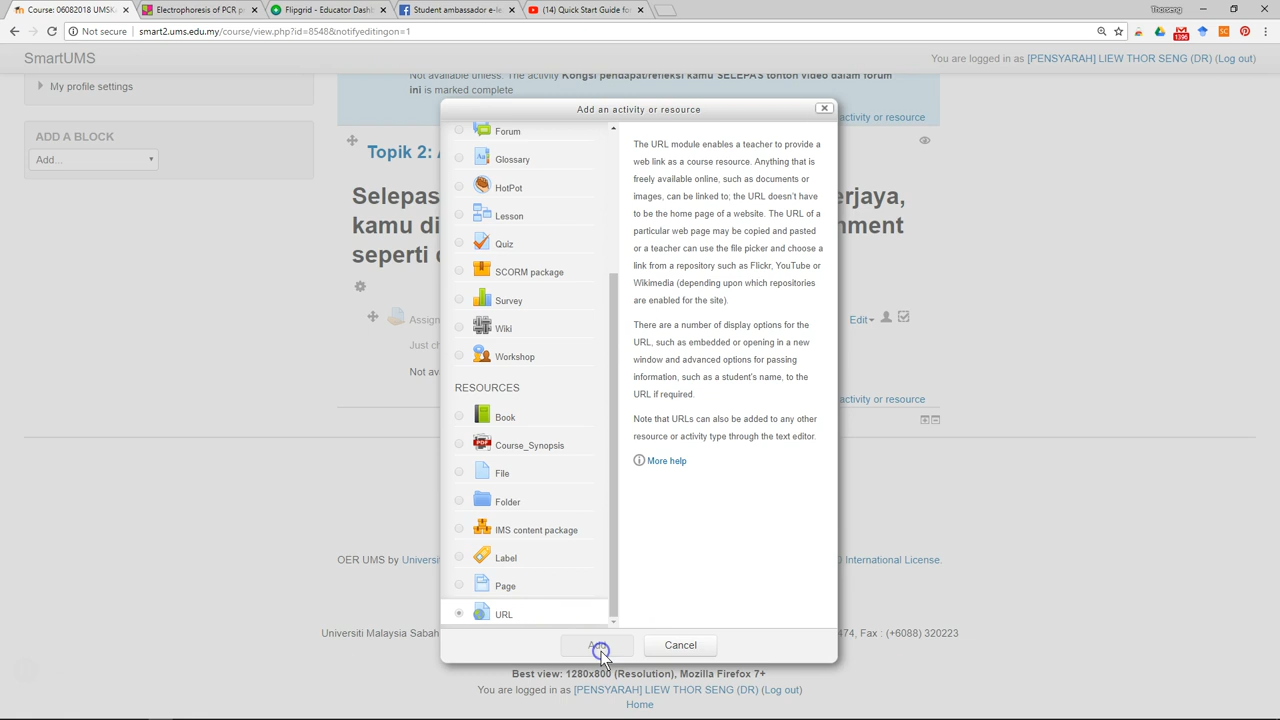 Course: 06082018 UMSK
Electrophoresis of PCR p
Flipgrid - Educator Dashb
Student ambassador e-le
(14) Quick Start Guide fo
Thorseng
Not secure
smart2.ums.edu.my/course/view.php?id=8548&notifyeditingon=1
1396
SmartUMS
You are logged in as [PENSYARAH] LIEW THOR SENG (DR) (Log out)
My profile settings
ADD A BLOCK
Add...
Not available unless: The activity Kongsi pendapat/refleksi kamu SELEPAS tonton video dalam forum
ini is marked complete
activity or resource
Topik 2:
Selepas
erjaya,
kamu di
nment
seperti
Assign
Edit
Just ch
Not av
activity or resource
Add an activity or resource
Forum
Glossary
HotPot
Lesson
Quiz
SCORM package
Survey
Wiki
Workshop
RESOURCES
Book
Course_Synopsis
PDF
File
Folder
IMS content package
Label
Page
URL
The URL module enables a teacher to provide a
web link as a course resource. Anything that is
freely available online, such as documents or
images, can be linked to; the URL doesn't have
to be the home page of a website. The URL of a
particular web page may be copied and pasted
or a teacher can use the file picker and choose a
link from a repository such as Flickr, YouTube or
Wikimedia (depending upon which repositories
are enabled for the site).
There are a number of display options for the
URL, such as embedded or opening in a new
window and advanced options for passing
information, such as a student's name, to the
URL if required.
Note that URLs can also be added to any other
resource or activity type through the text editor.
More help
Add
Cancel
OER UMS by Universi
International License.
Universiti Malaysia Sabah
474, Fax : (+6088) 320223
Best view: 1280x800 (Resolution), Mozilla Firefox 7+
You are logged in as [PENSYARAH] LIEW THOR SENG (DR) (Log out)
Home